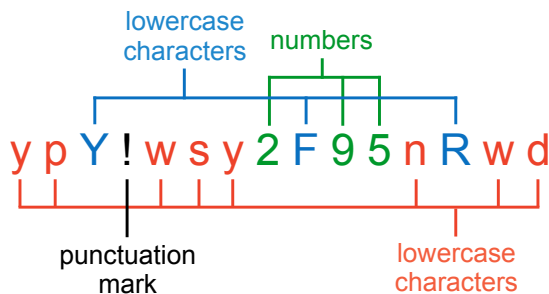 lowercase
characters
numbers
ypY!wsy2F95nRwd
punctuation
mark
lowercase
characters